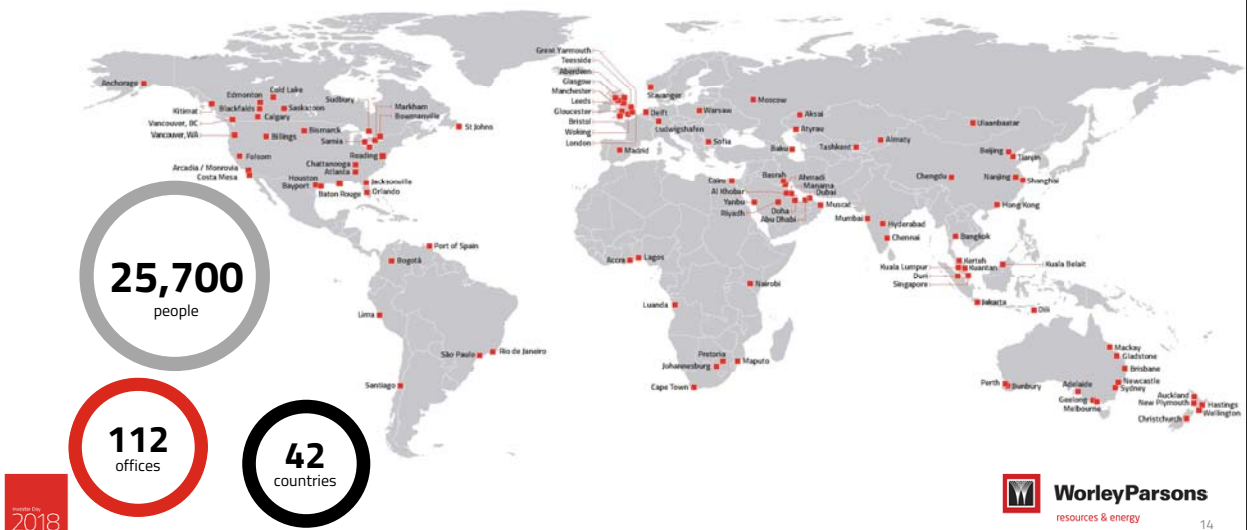 Anchorage
Kitimat
Vancouver, BC
Vancouver, WA
Edmonton
Cold Lake
Blackfalds
Saskatoon
Calgary
Billings
Bismarck
Sudbury
Sarnia
Markham
Bowmanville
St Johns
Folsom
Arcadia / Monrovia
Costa Mesa
Reading
Chattanooga
Atlanta
Houston
Bayport
Baton Rouge
Jacksonville
Orlando
Port of Spain
Bogotá
Lima
São Paulo
Rio de Janeiro
Santiago
Great Yarmouth
Teesside
Aberdeen
Glasgow
Manchester
Leeds
Gloucester
Bristol
Woking
London
Stavanger
Delft
Ludwigshafen
Warsaw
Madrid
Sofia
Moscow
Aksai
Atyrau
Baku
Tashkent
Almaty
Ulaanbaatar
Beijing
Tianjin
Chengdu
Nanjing
Shanghai
Hong Kong
Cairo
Basrah
Ahmadi
Manama
Al Khobar
Dubai
Yanbu
Riyadh
Doha
Abu Dhabi
Muscat
Mumbai
Hyderabad
Chennai
Bangkok
Kerteh
Kuala Lumpur
Kuantan
Kuala Belait
Duri
Singapore
Jakarta
Dili
Accra
Lagos
Nairobi
Luanda
Pretoria
Johannesburg
Maputo
Cape Town
Mackay
Gladstone
Brisbane
Newcastle
Sydney
Perth
Bunbury
Adelaide
Geelong
Melbourne
Auckland
New Plymouth
Hastings
Wellington
Christchurch
25,700
people
112
offices
42
countries
Investor Day
2018
WorleyParsons
resources & energy
14